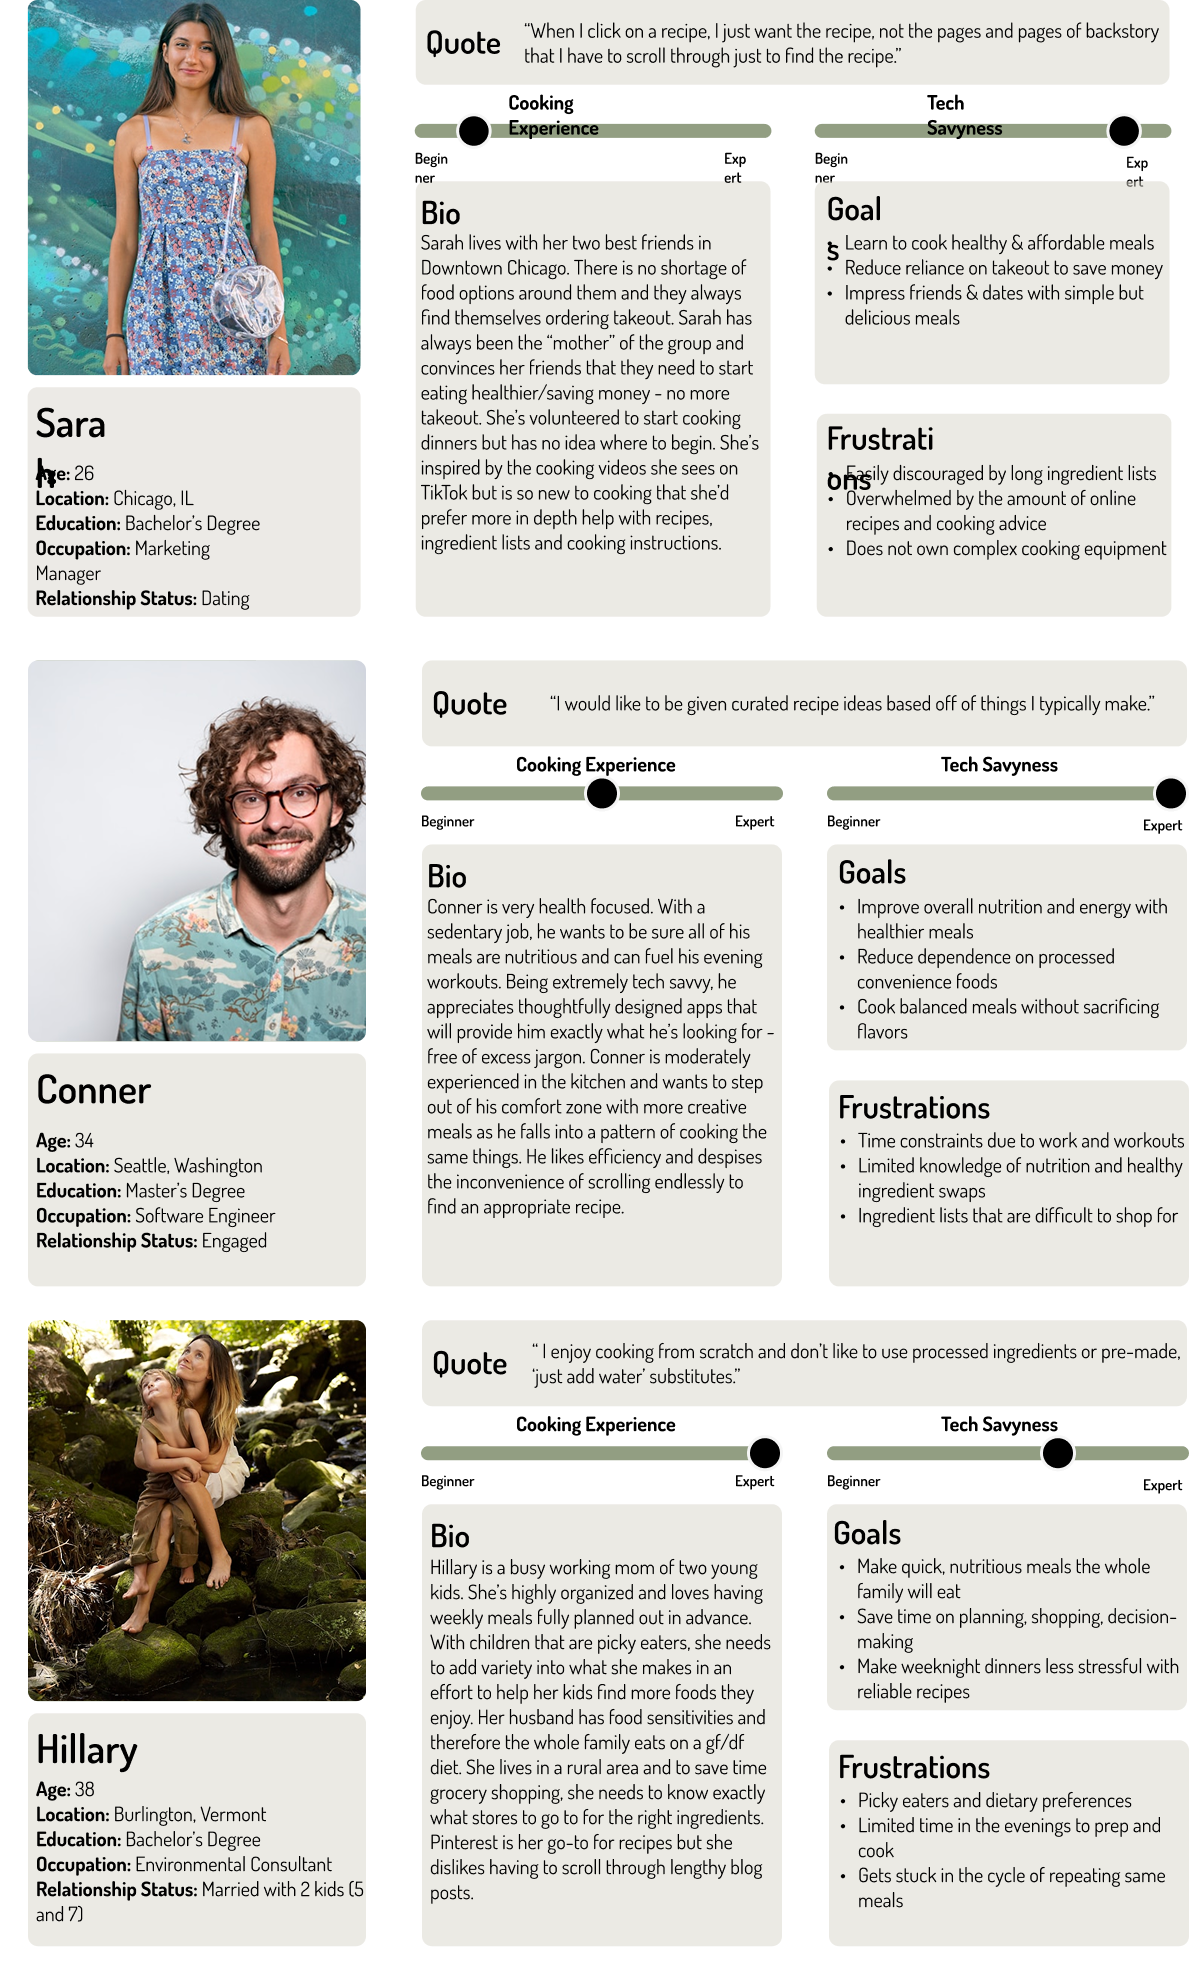 Quote
“When I click on a recipe, I just want the recipe, not the pages and pages of backstory
that I have to scroll through just to find the recipe.”
Cooking
Experience
Begin
ner
Exp
ert
Tech
Savyness
Begin
ner
Exp
ert
Sara
h
Age: 26
Location: Chicago, IL
Education: Bachelor’s Degree
Occupation: Marketing
Manager
Relationship Status: Dating
Bio
Sarah lives with her two best friends in
Downtown Chicago. There is no shortage of
food options around them and they always
find themselves ordering takeout. Sarah has
always been the “mother” of the group and
convinces her friends that they need to start
eating healthier/saving money - no more
takeout. She’s volunteered to start cooking
dinners but has no idea where to begin. She’s
inspired by the cooking videos she sees on
TikTok but is so new to cooking that she’d
prefer more in depth help with recipes,
ingredient lists and cooking instructions.
Goal
s
• Learn to cook healthy & affordable meals
• Reduce reliance on takeout to save money
• Impress friends & dates with simple but
delicious meals
Frustrati
ons
• Easily discouraged by long ingredient lists
• Overwhelmed by the amount of online
recipes and cooking advice
• Does not own complex cooking equipment
Quote
“I would like to be given curated recipe ideas based off of things I typically make.”
Cooking Experience
Beginner
Expert
Tech Savyness
Beginner
Expert
Conner
Age: 34
Location: Seattle, Washington
Education: Master’s Degree
Occupation: Software Engineer
Relationship Status: Engaged
Bio
Conner is very health focused. With a
sedentary job, he wants to be sure all of his
meals are nutritious and can fuel his evening
workouts. Being extremely tech savvy, he
appreciates thoughtfully designed apps that
will provide him exactly what he’s looking for -
free of excess jargon. Conner is moderately
experienced in the kitchen and wants to step
out of his comfort zone with more creative
meals as he falls into a pattern of cooking the
same things. He likes efficiency and despises
the inconvenience of scrolling endlessly to
find an appropriate recipe.
Goals
• Improve overall nutrition and energy with
healthier meals
• Reduce dependence on processed
convenience foods
• Cook balanced meals without sacrificing
flavors
Frustrations
• Time constraints due to work and workouts
• Limited knowledge of nutrition and healthy
ingredient swaps
• Ingredient lists that are difficult to shop for
Quote
“ I enjoy cooking from scratch and don’t like to use processed ingredients or pre-made,
‘just add water’ substitutes.”
Cooking Experience
Beginner
Expert
Tech Savyness
Beginner
Expert
Hillary
Age: 38
Location: Burlington, Vermont
Education: Bachelor’s Degree
Occupation: Environmental Consultant
Relationship Status: Married with 2 kids (5
and 7)
Bio
Hillary is a busy working mom of two young
kids. She’s highly organized and loves having
weekly meals fully planned out in advance.
With children that are picky eaters, she needs
to add variety into what she makes in an
effort to help her kids find more foods they
enjoy. Her husband has food sensitivities and
therefore the whole family eats on a gf/df
diet. She lives in a rural area and to save time
grocery shopping, she needs to know exactly
what stores to go to for the right ingredients.
Pinterest is her go-to for recipes but she
dislikes having to scroll through lengthy blog
posts.
Goals
• Make quick, nutritious meals the whole
family will eat
• Save time on planning, shopping, decision-
making
• Make weeknight dinners less stressful with
reliable recipes
Frustrations
• Picky eaters and dietary preferences
• Limited time in the evenings to prep and
cook
• Gets stuck in the cycle of repeating same
meals